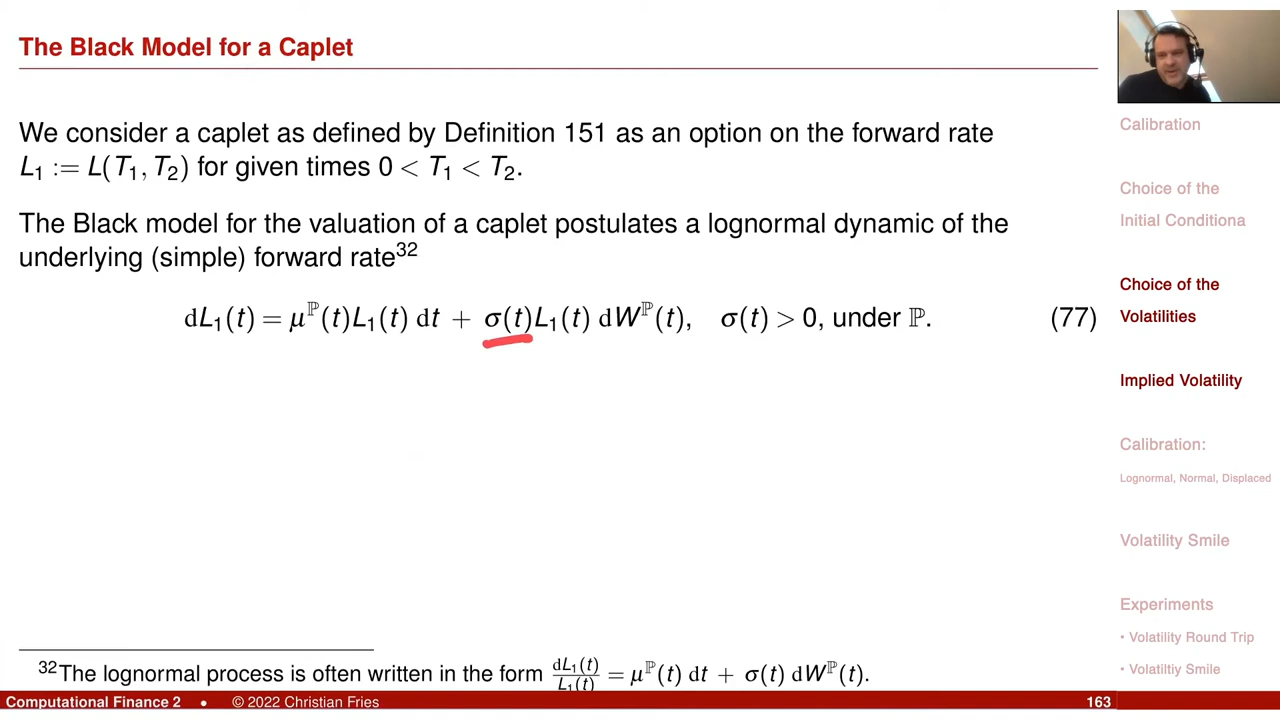 The Black Model for a Caplet
We consider a caplet as defined by Definition 151 as an option on the forward rate
L₁ := L(T₁, T₂) for given times 0 < T₁ < T₂.
The Black model for the valuation of a caplet postulates a lognormal dynamic of the
underlying (simple) forward rate³²
dL₁(t) = μᴾ(t)L₁(t) dt + σ(t)L₁(t) dWᴾ(t), σ(t) > 0, under ℙ. (77)
³²The lognormal process is often written in the form dL₁(t)/L₁(t) = μᴾ(t) dt + σ(t) dWᴾ(t).
Computational Finance 2 • © 2022 Christian Fries 163
Calibration
Choice of the
Initial Conditiona
Choice of the
Volatilities
Implied Volatility
Calibration:
Lognormal, Normal, Displaced
Volatility Smile
Experiments
• Volatility Round Trip
• Volatiltiy Smile